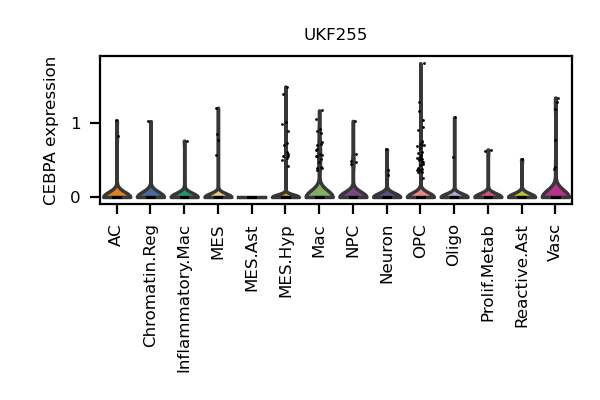 UKF255
CEBPA expression
1
0
AC
Chromatin.Reg
Inflammatory.Mac
MES
MES.Ast
MES.Hyp
Mac
NPC
Neuron
OPC
Oligo
Prolif.Metab
Reactive.Ast
Vasc